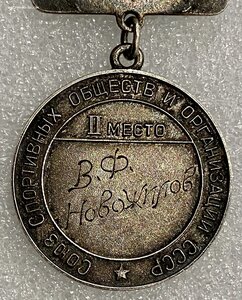 СОЮЗ СПОРТИВНЫХ ОБЩЕСТВ И ОРГАНИЗАЦИЙ СССР
II МЕСТО
В.Ф.
Новожилов